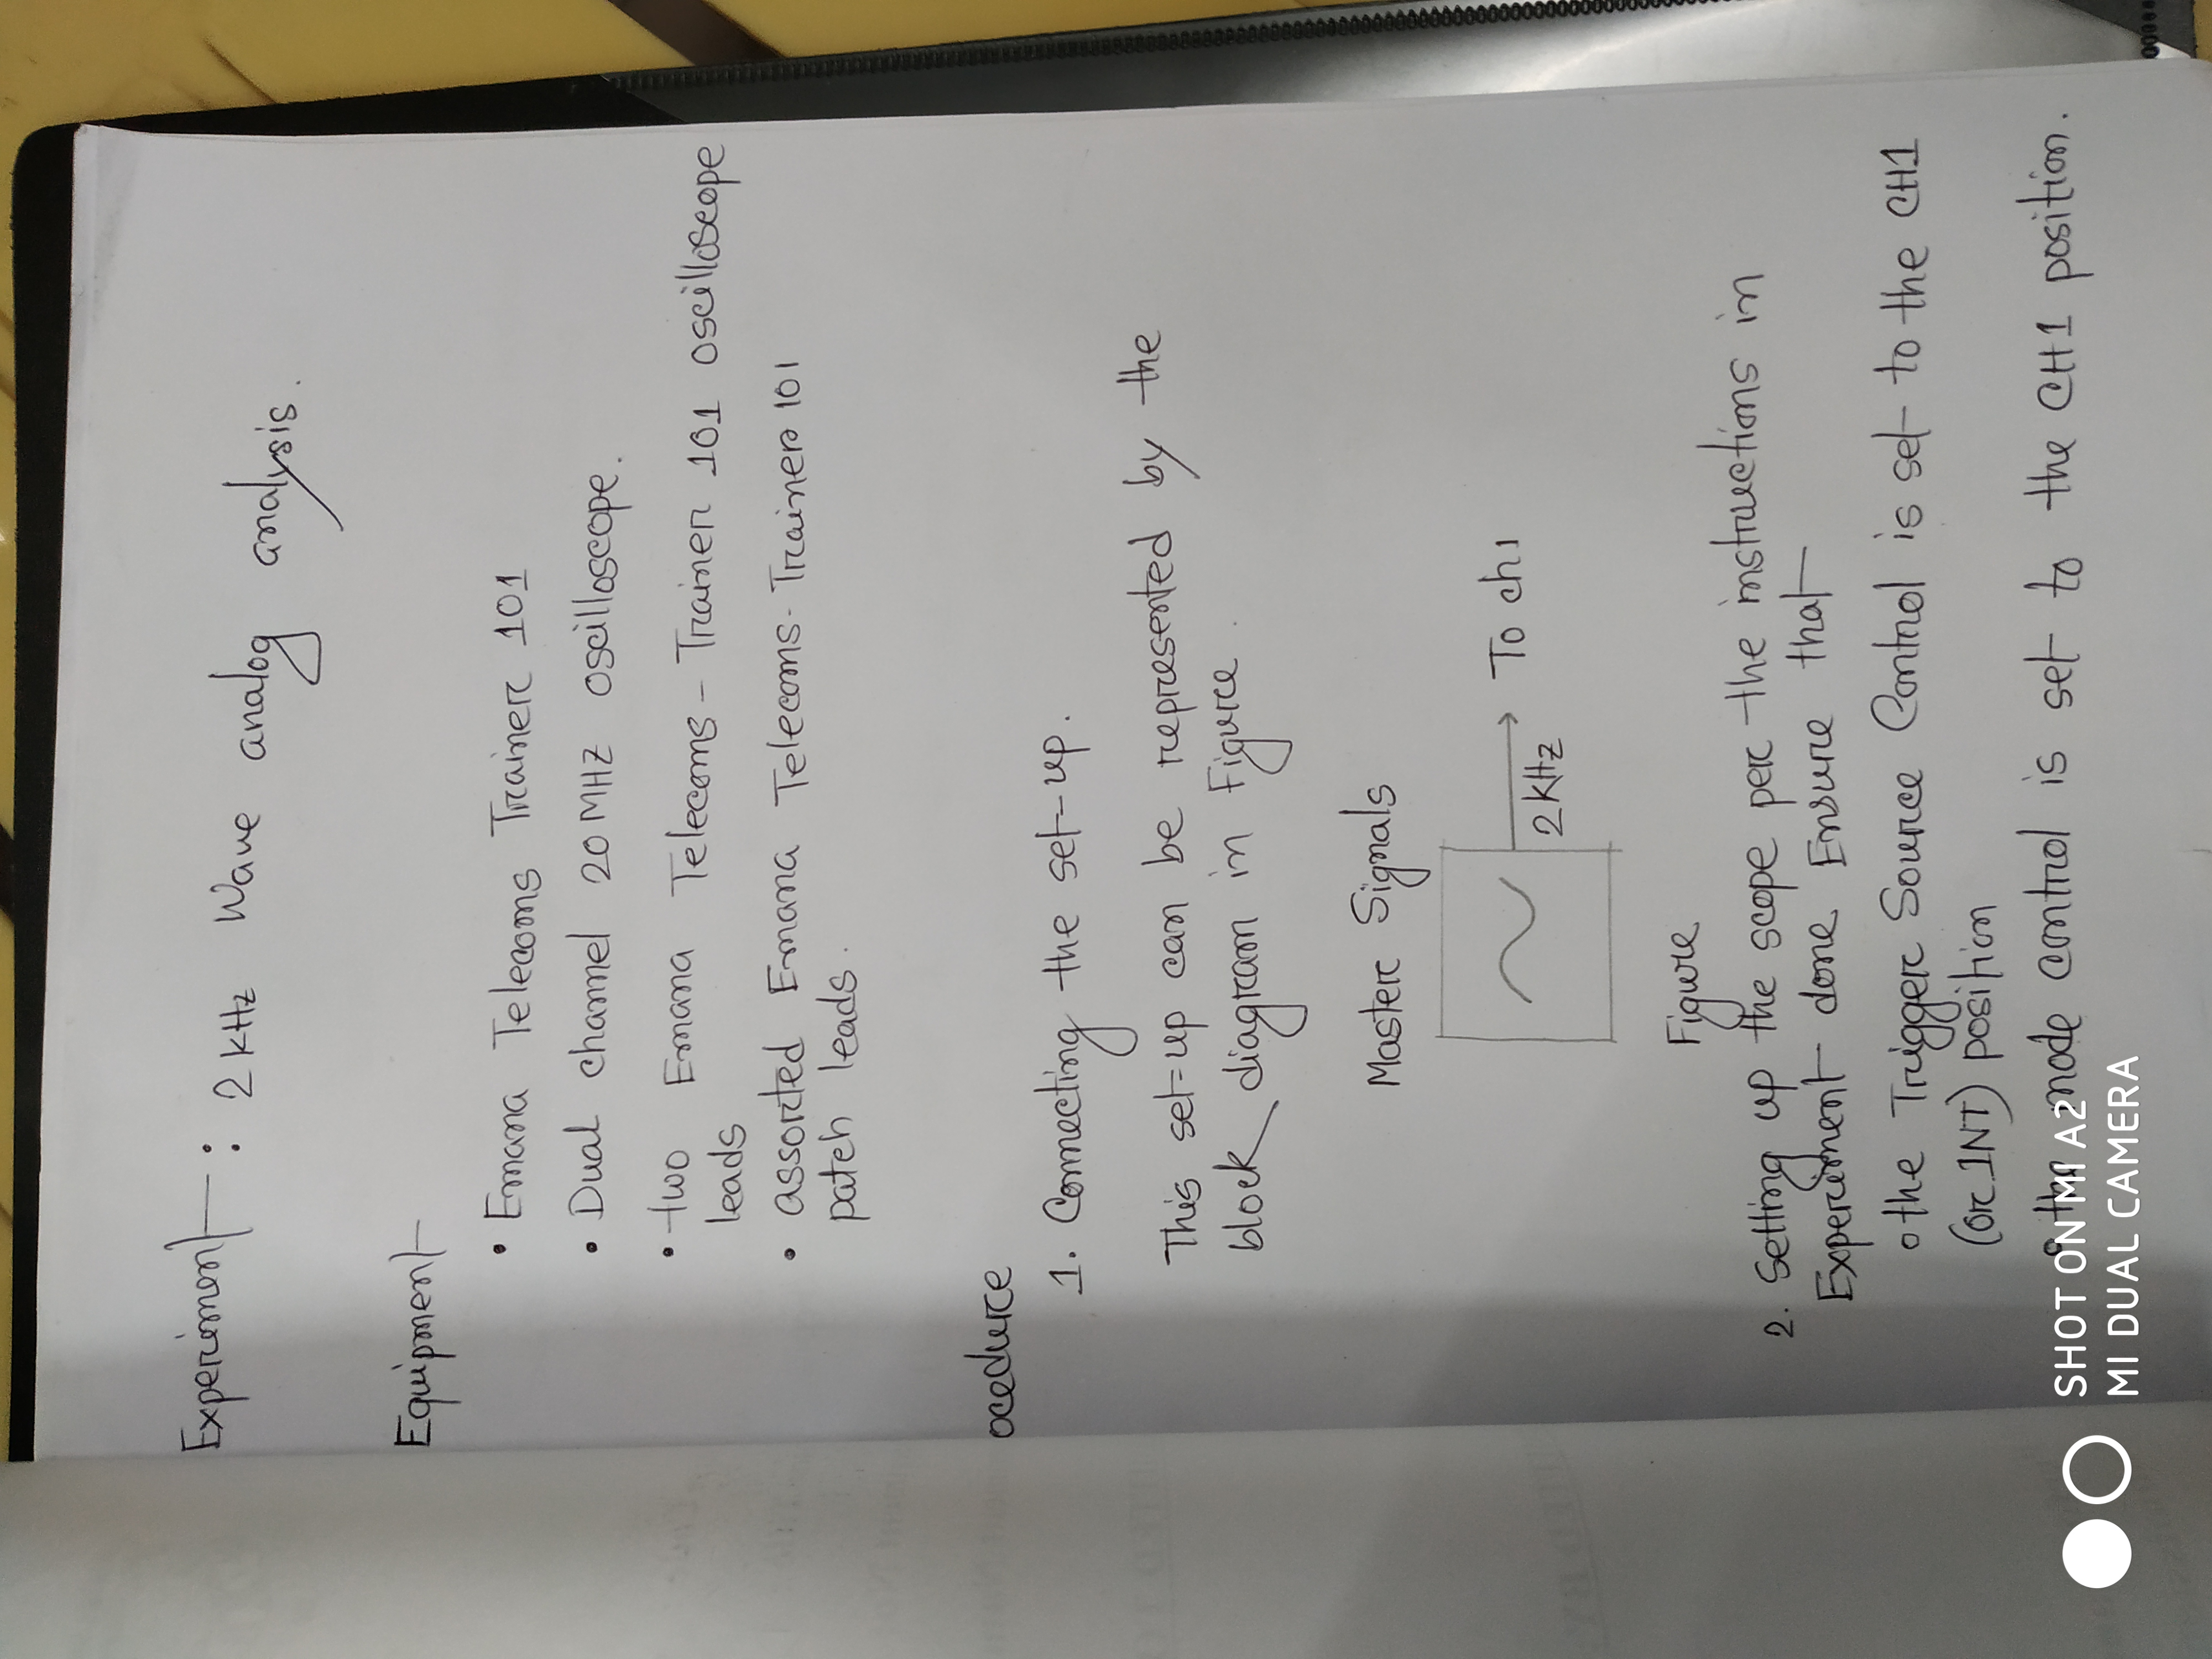 Experiment : 2 kHz Wave analog analysis.
Equipment
• Emana Telecoms Trainer 101
• Dual channel 20 MHZ oscilloscope.
• two Emana Telecoms - Trainer 101 oscilloscope
leads
• assorted Emana Telecoms - Trainer 101
patch leads.
ocedure
1. Connecting the set-up.
This set-up can be represented by the
block diagram in Figure.
Master Signals
To ch1
2 kHz
Figure
2. Setting up the scope per the instructions in
Experiment done Ensure that
o the Trigger Source Control is set to the CH1
(or INT) position
o the mode control is set to the CH1 position.
SHOT ON MI A2
MI DUAL CAMERA